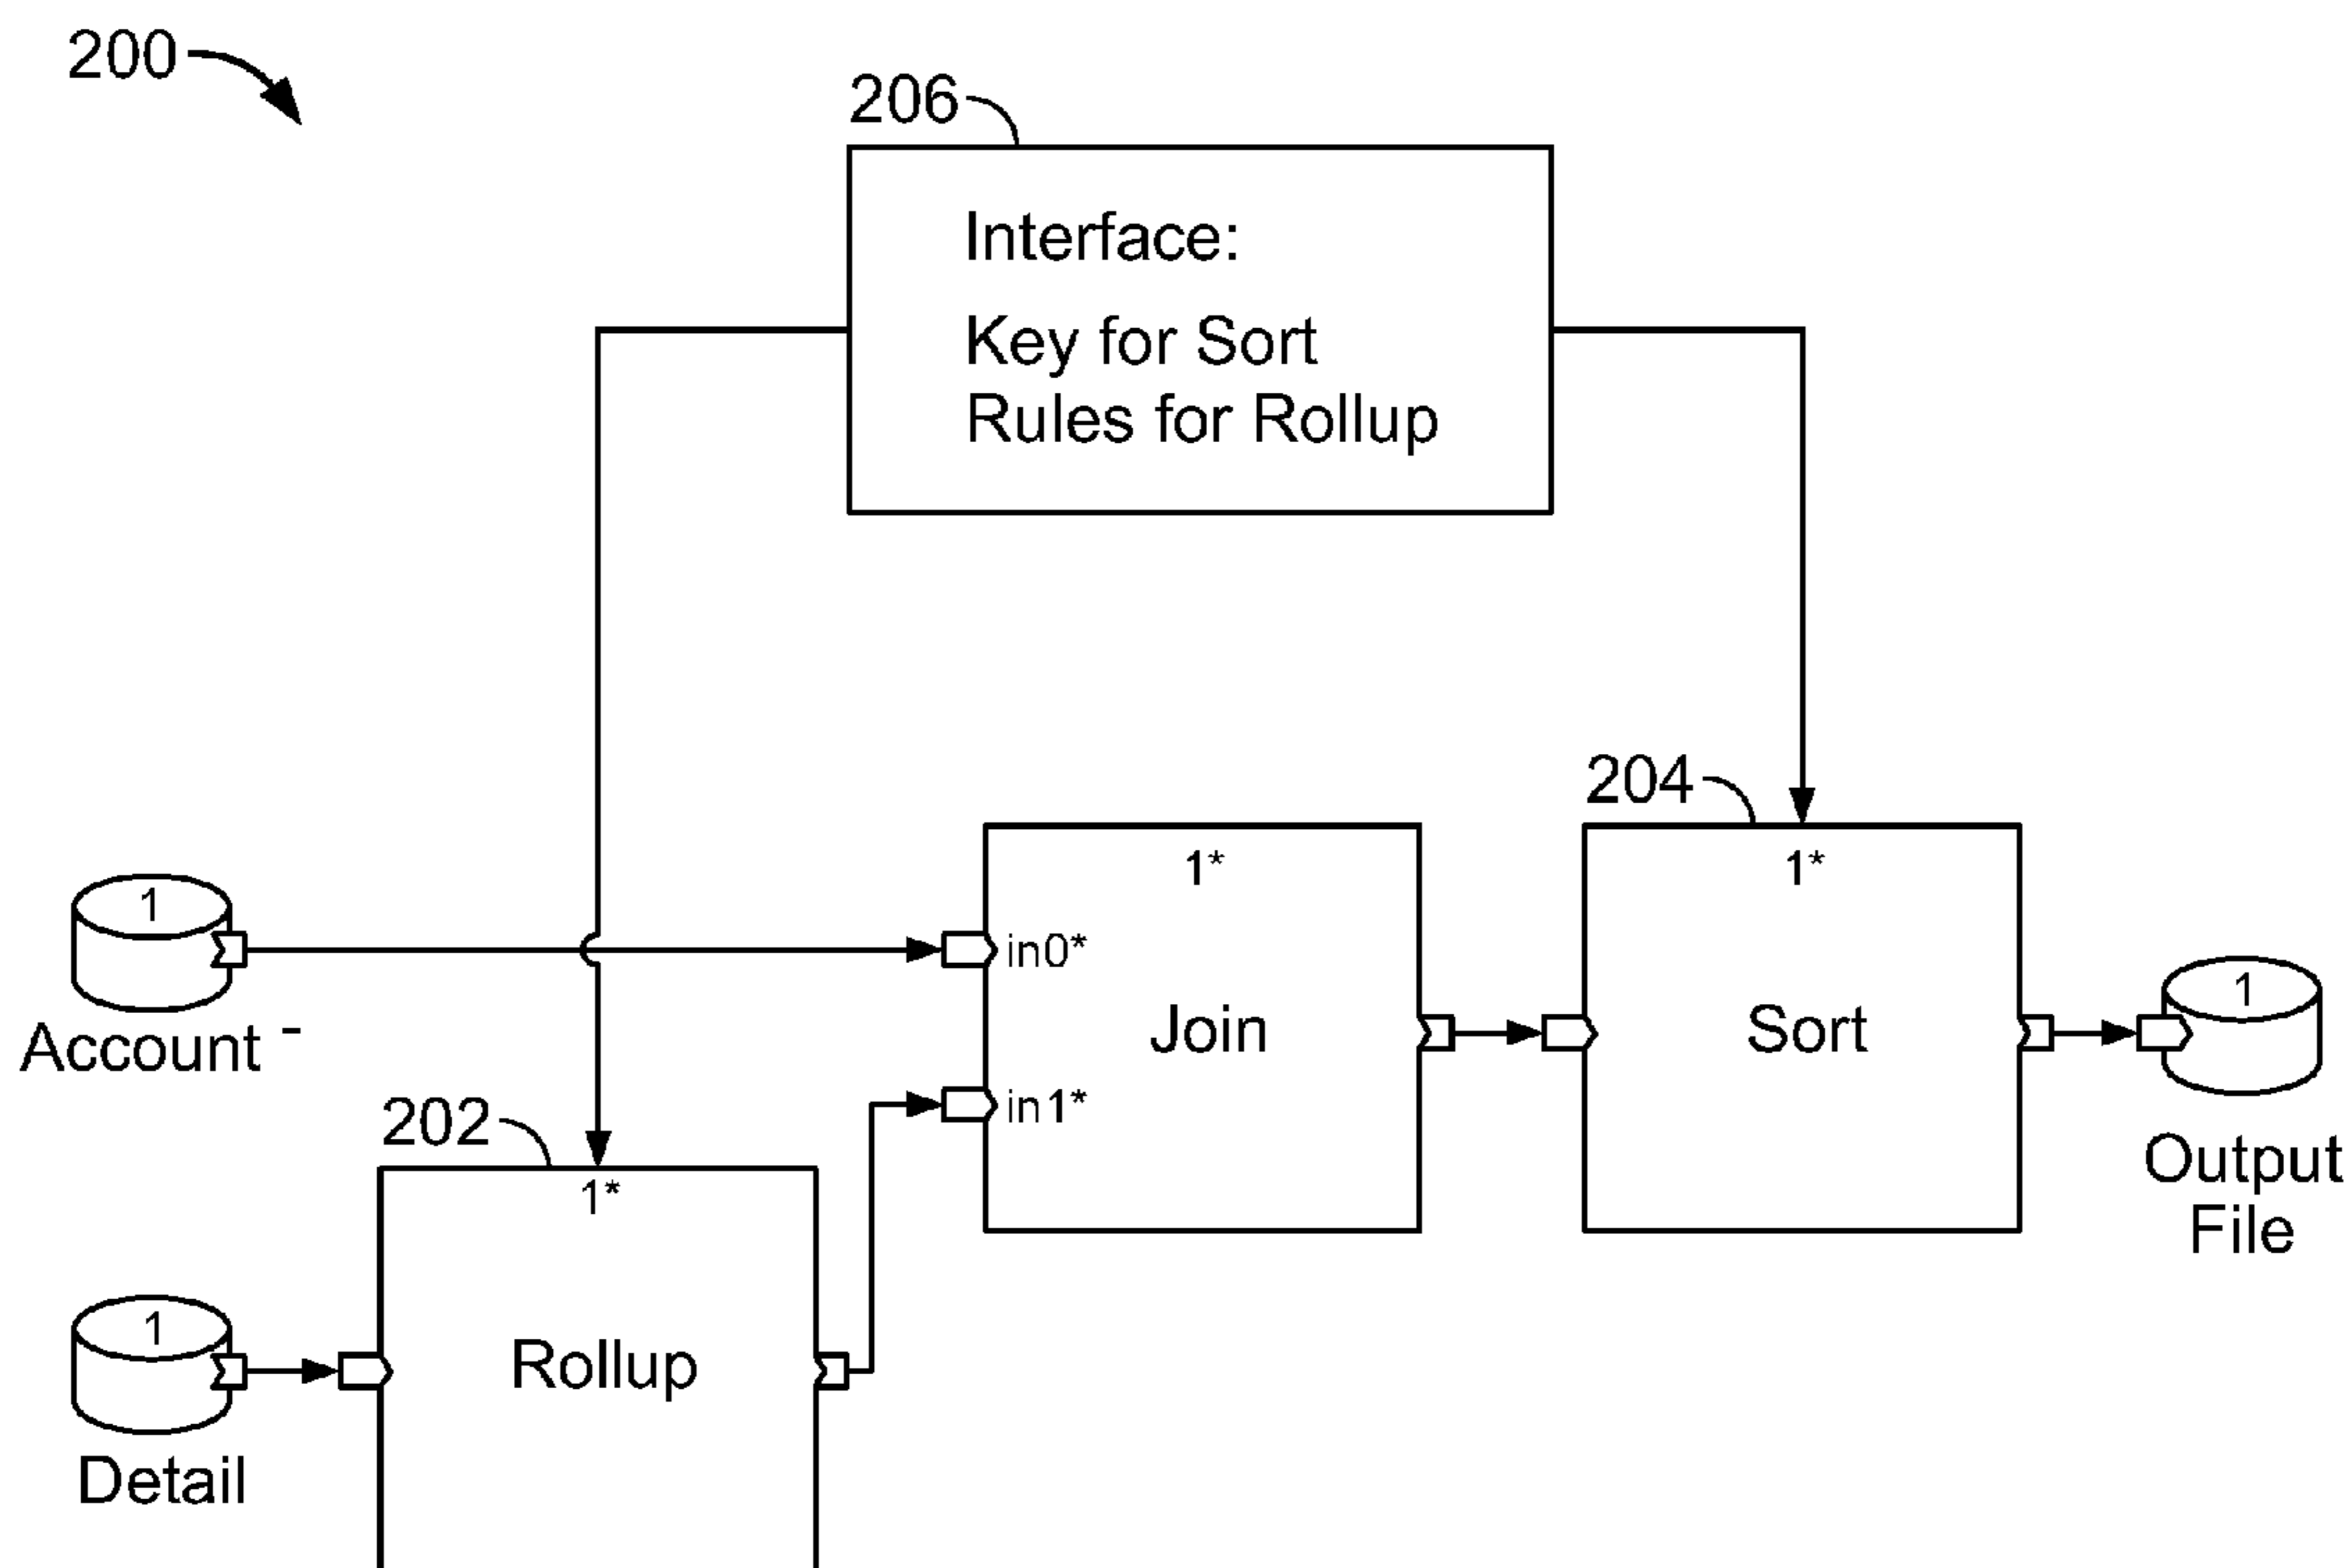 200
206
Interface:
Key for Sort
Rules for Rollup
204
1*
1*
1
in0*
Join
Sort
1
Account -
in1*
202
Output
File
1*
1
Rollup
Detail